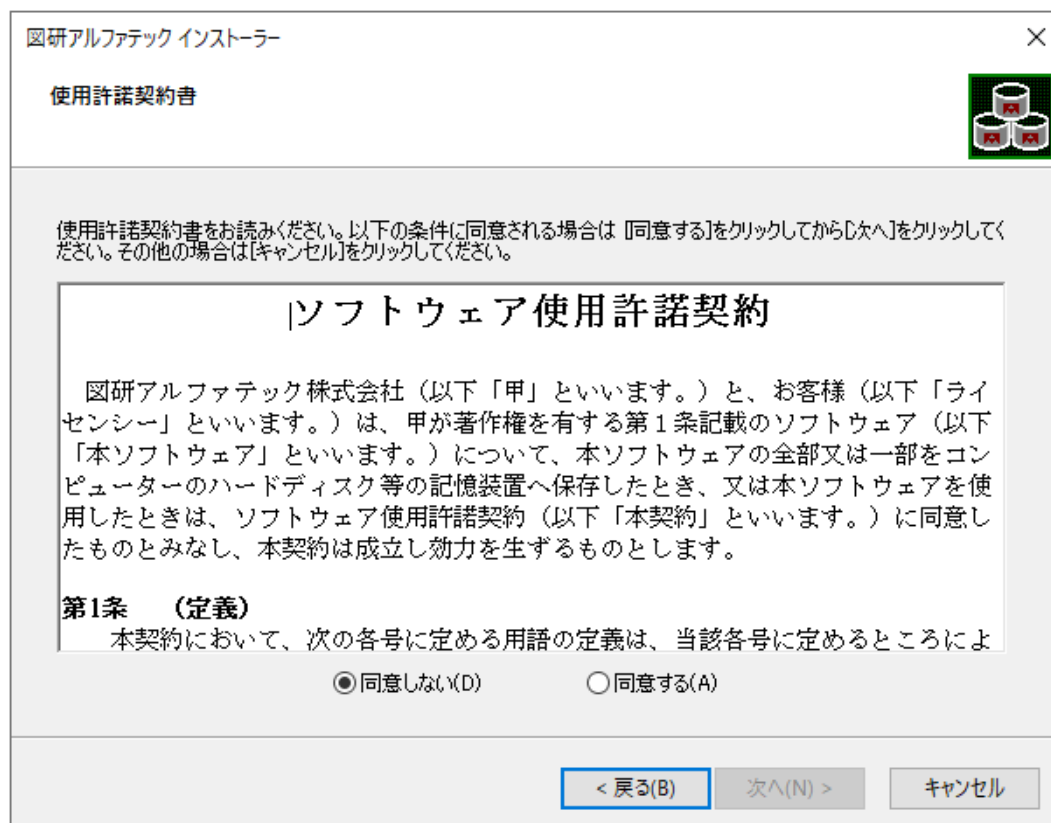 図研アルファテック インストーラー
使用許諾契約書
使用許諾契約書をお読みください。以下の条件に同意される場合は [同意する]をクリックしてから[次へ]をクリックしてく
ださい。その他の場合は[キャンセル]をクリックしてください。
ソフトウェア使用許諾契約
図研アルファテック株式会社（以下「甲」といいます。）と、お客様（以下「ライ
センシー」といいます。）は、甲が著作権を有する第１条記載のソフトウェア（以下
「本ソフトウェア」といいます。）について、本ソフトウェアの全部又は一部をコン
ピューターのハードディスク等の記憶装置へ保存したとき、又は本ソフトウェアを使
用したときは、ソフトウェア使用許諾契約（以下「本契約」といいます。）に同意し
たものとみなし、本契約は成立し効力を生ずるものとします。
第1条　（定義）
本契約において、次の各号に定める用語の定義は、当該各号に定めるところによ
同意しない(D)　同意する(A)
< 戻る(B)　次へ(N) >　キャンセル